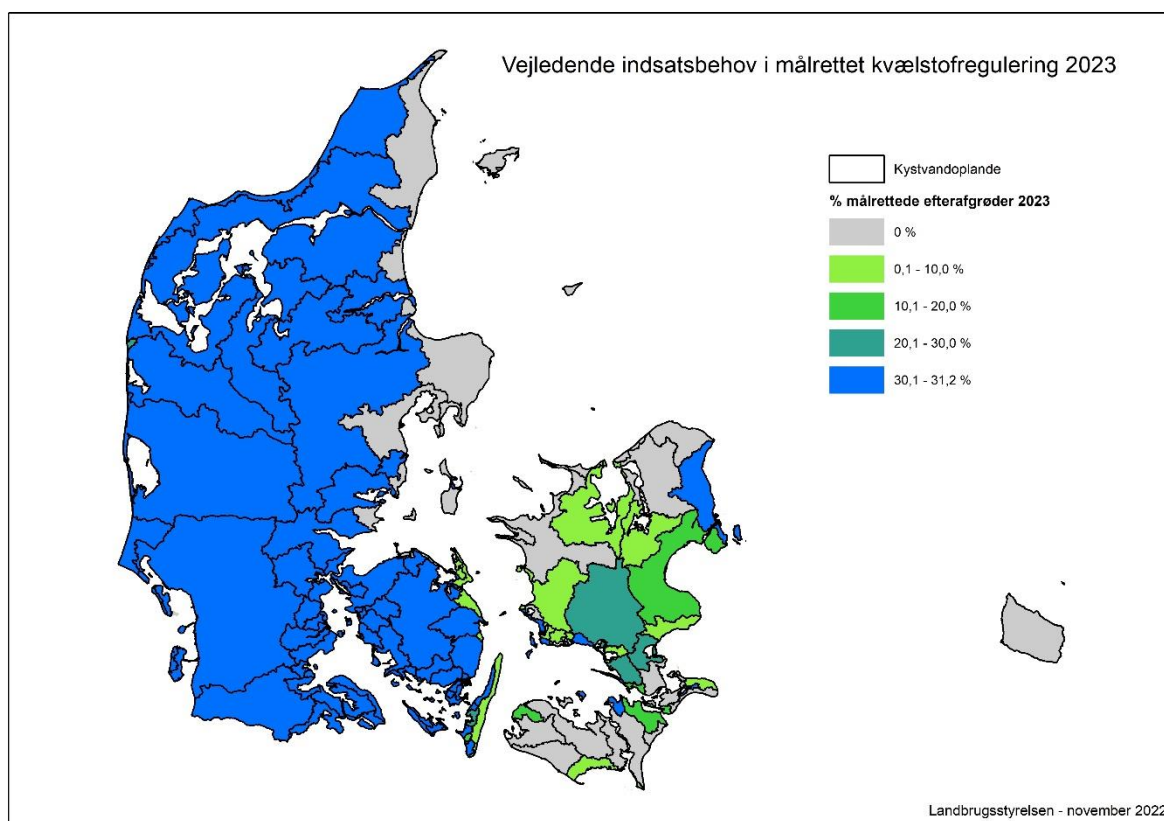 Vejledende indsatsbehov i målrettet kvælstofregulering 2023
Kystvandoplande
% målrettede efterafgrøder 2023
0 %
0,1 - 10,0 %
10,1 - 20,0 %
20,1 - 30,0 %
30,1 - 31,2 %
Landbrugsstyrelsen - november 2022